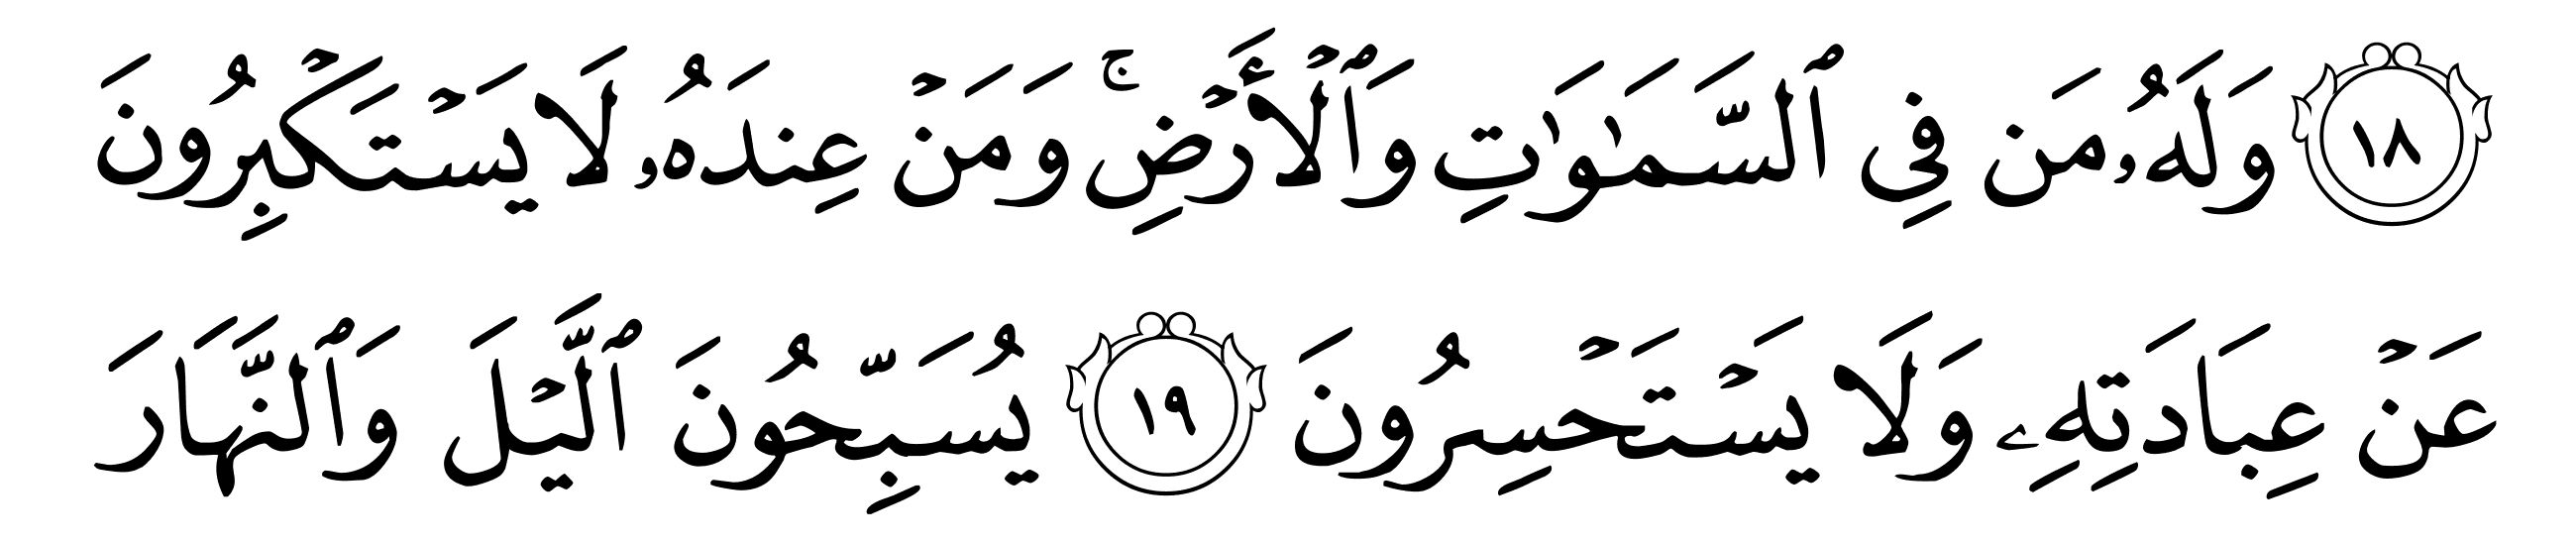 ١٨ وَلَهُۥ مَن فِي ٱلسَّمَٰوَٰتِ وَٱلۡأَرۡضِۚ وَمَنۡ عِندَهُۥ لَا يَسۡتَكۡبِرُونَ
عَنۡ عِبَادَتِهِۦ وَلَا يَسۡتَحۡسِرُونَ ١٩ يُسَبِّحُونَ ٱلَّيۡلَ وَٱلنَّهَارَ